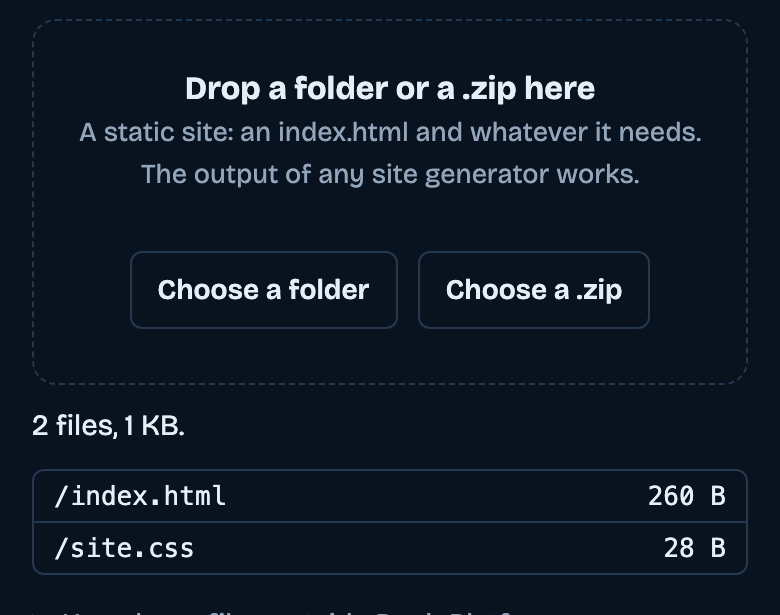 Drop a folder or a .zip here
A static site: an index.html and whatever it needs.
The output of any site generator works.
Choose a folder
Choose a .zip
2 files, 1 KB.
/index.html 260 B
/site.css 28 B